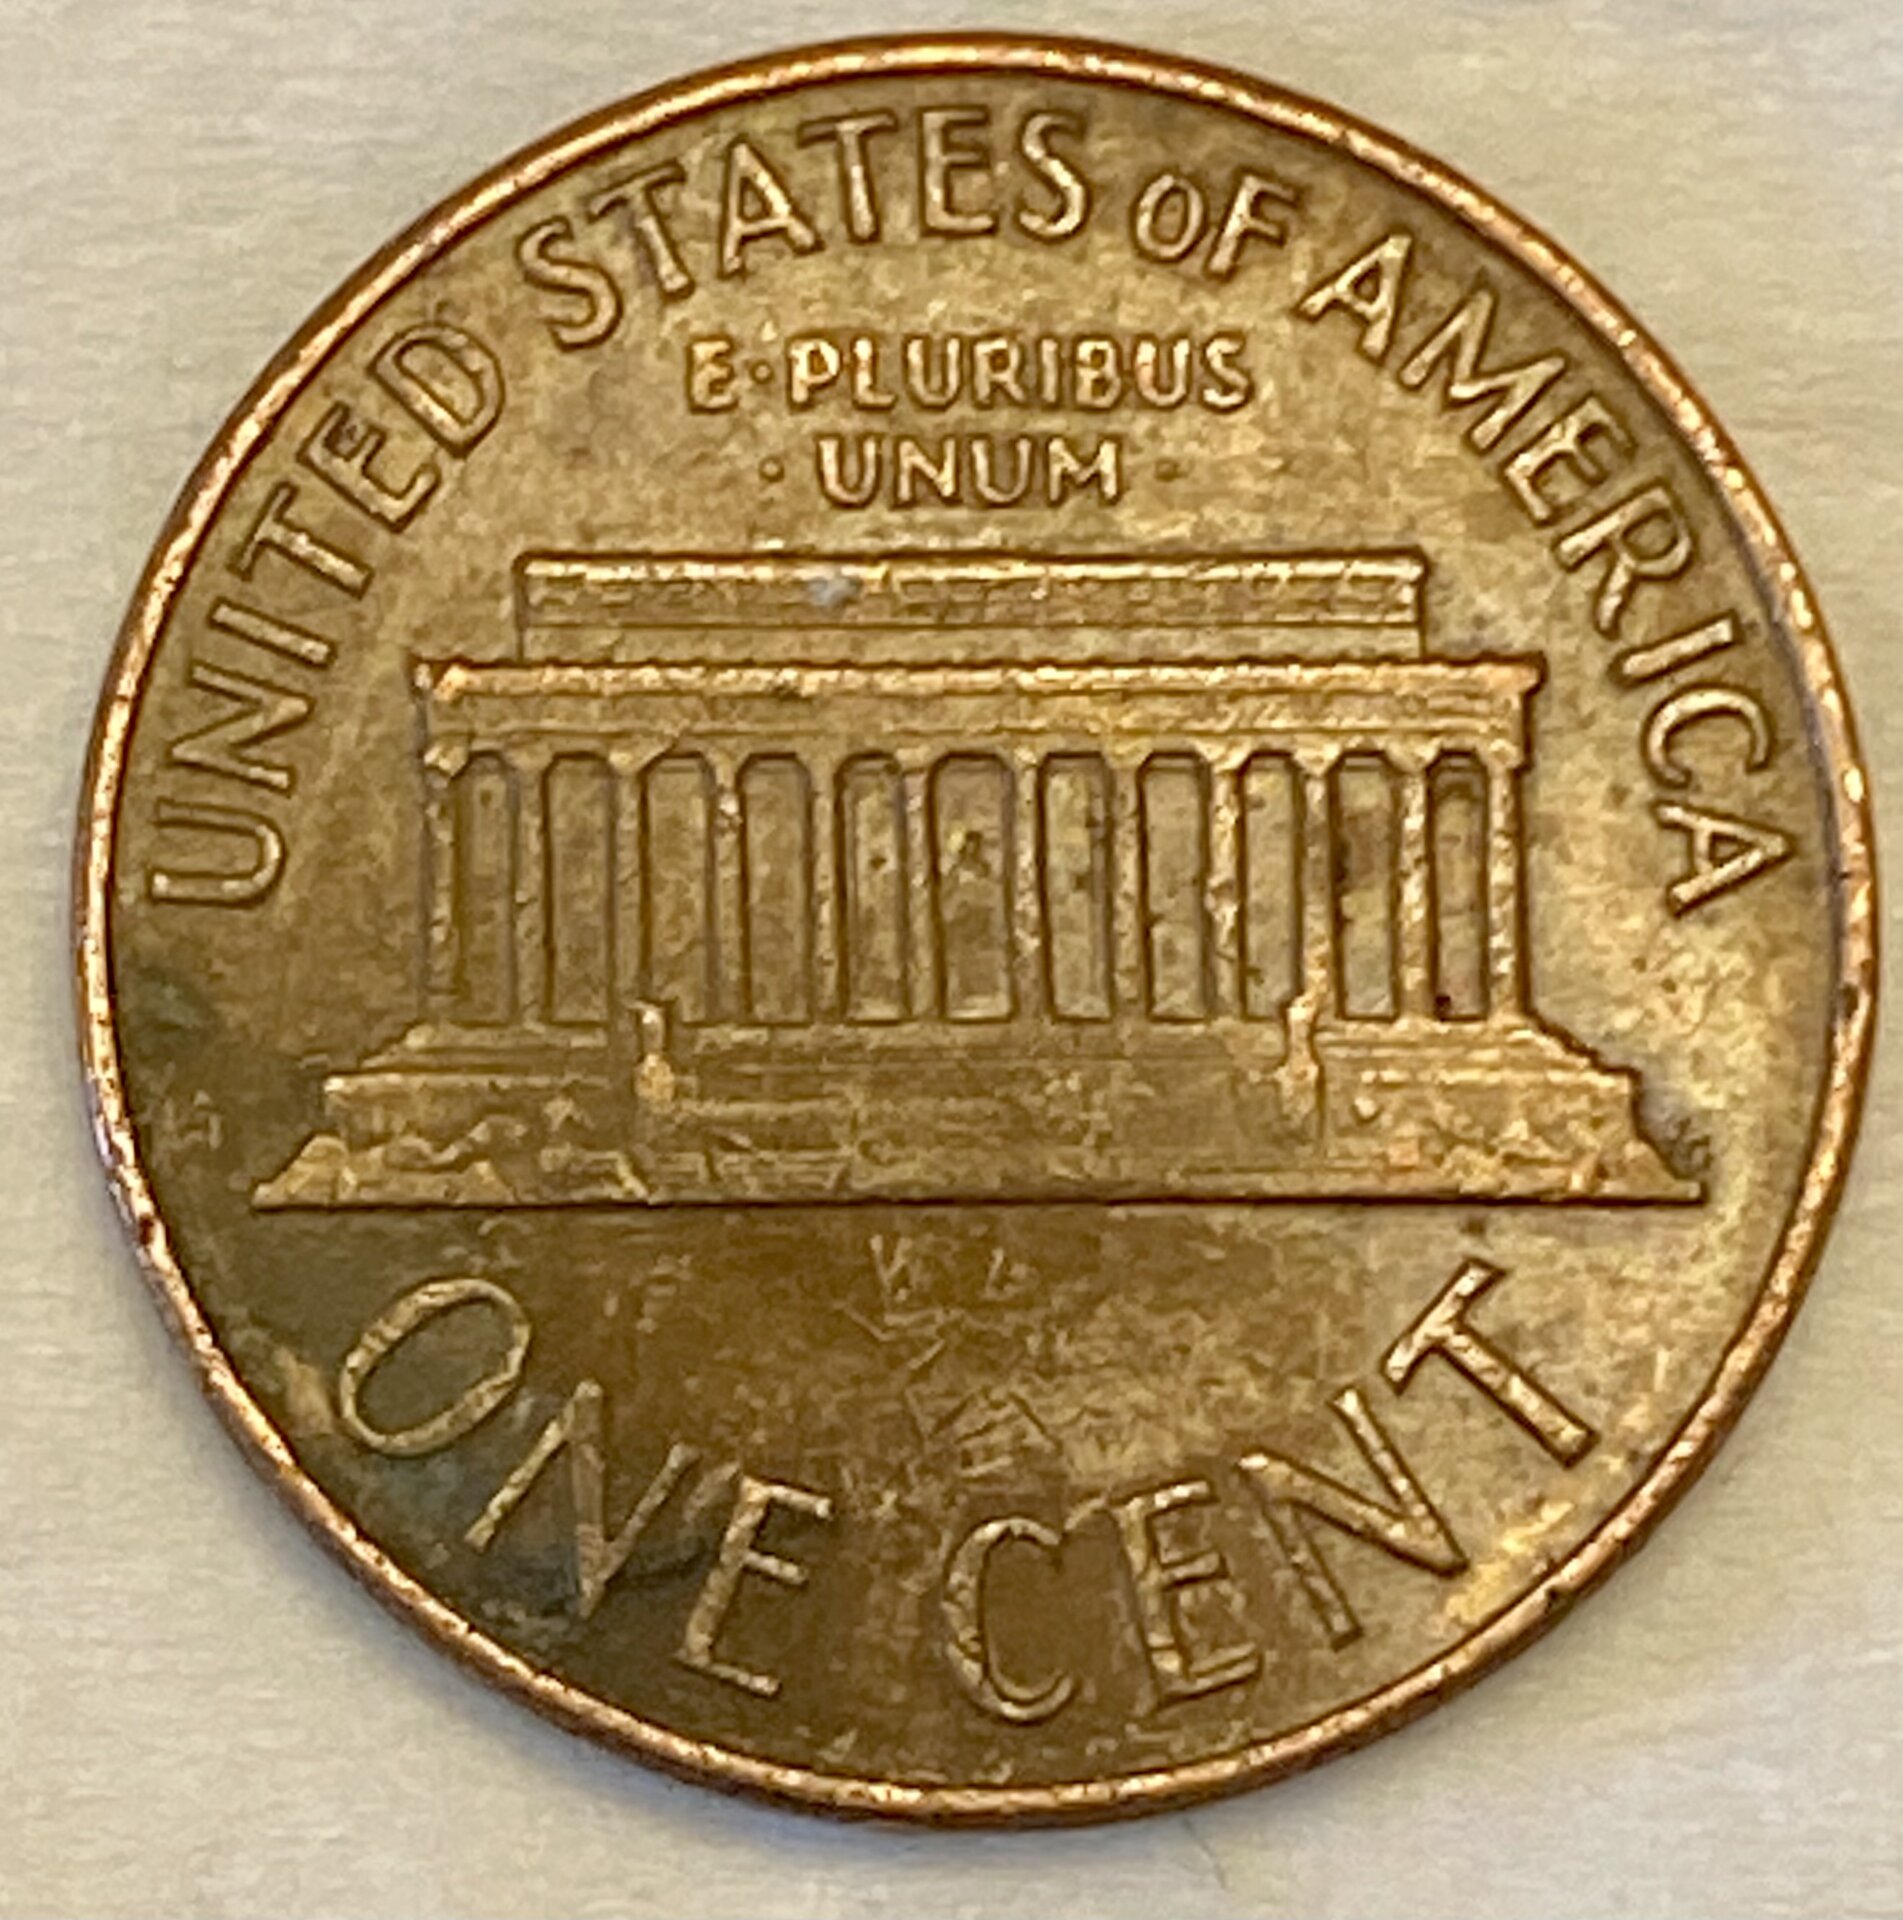 UNITED STATES OF AMERICA
E·PLURIBUS
·UNUM·
ONE CENT